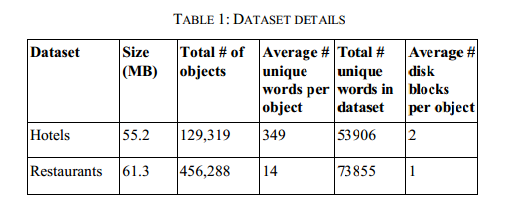 TABLE 1: DATASET DETAILS
Dataset Size Total # of Average # Total # Average #
(MB) objects unique unique disk
words per words in blocks
object dataset per object
Hotels 55.2 129,319 349 53906 2
Restaurants 61.3 456,288 14 73855 1